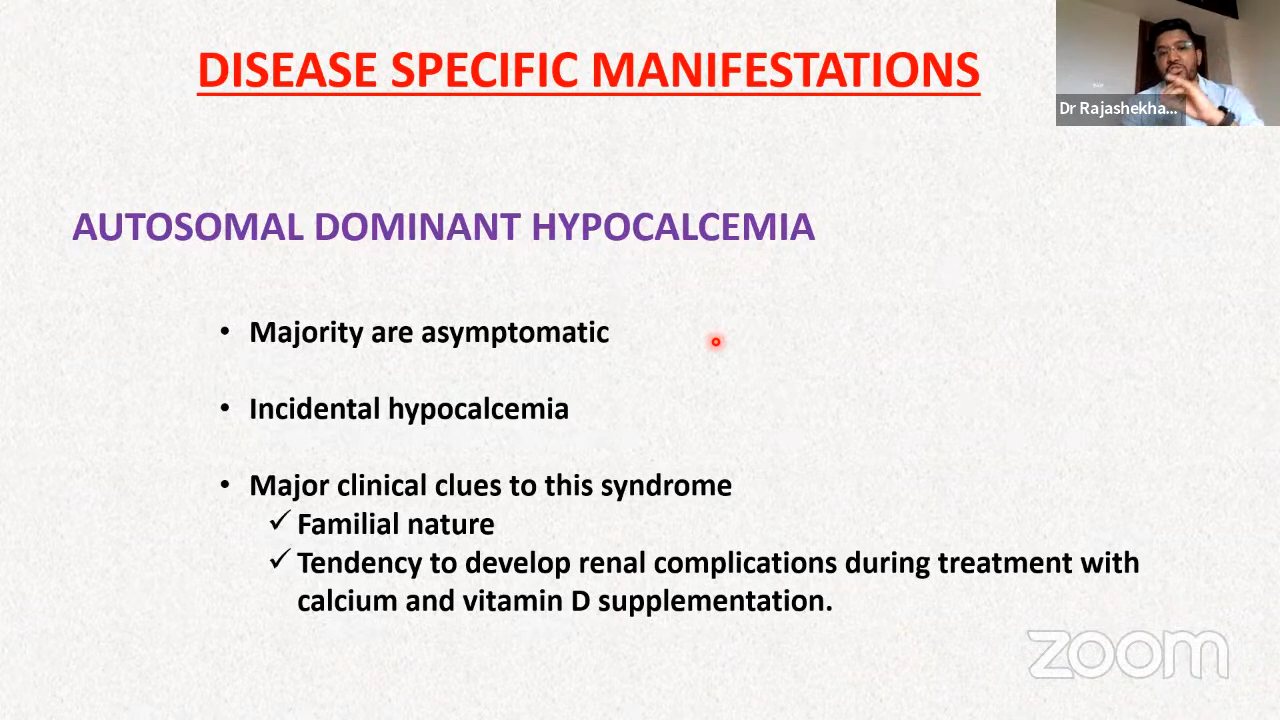 DISEASE SPECIFIC MANIFESTATIONS
Dr Rajashekha...
AUTOSOMAL DOMINANT HYPOCALCEMIA
• Majority are asymptomatic
• Incidental hypocalcemia
• Major clinical clues to this syndrome
✓ Familial nature
✓ Tendency to develop renal complications during treatment with
calcium and vitamin D supplementation.
zoom